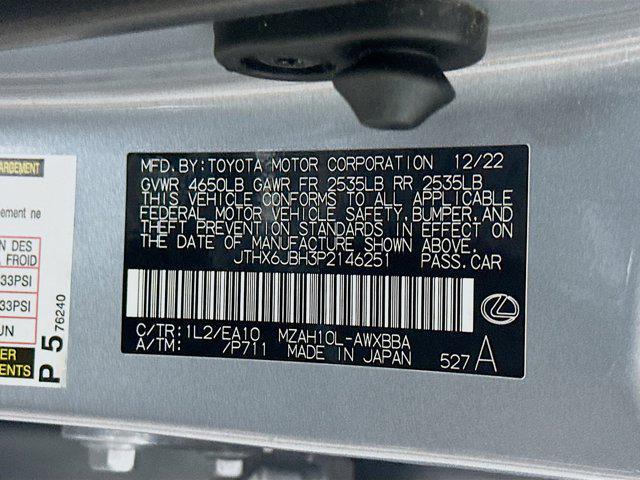 ARGEMENT
MFD.BY:TOYOTA MOTOR CORPORATION 12/22
GVWR 4650LB GAWR FR 2535LB RR 2535LB
THIS VEHICLE CONFORMS TO ALL APPLICABLE
FEDERAL MOTOR VEHICLE SAFETY,BUMPER,AND
THEFT PREVENTION STANDARDS IN EFFECT ON
THE DATE OF MANUFACTURE SHOWN ABOVE.
JTHX6JBH3P2146251 PASS.CAR
C/TR: 1L2/EA10 MZAH10L-AWXBBA
A/TM: /P711 MADE IN JAPAN
527 A
ement ne
N DES
À FROID
33PSI
33PSI
UN
ER
MENTS
P 5 76240